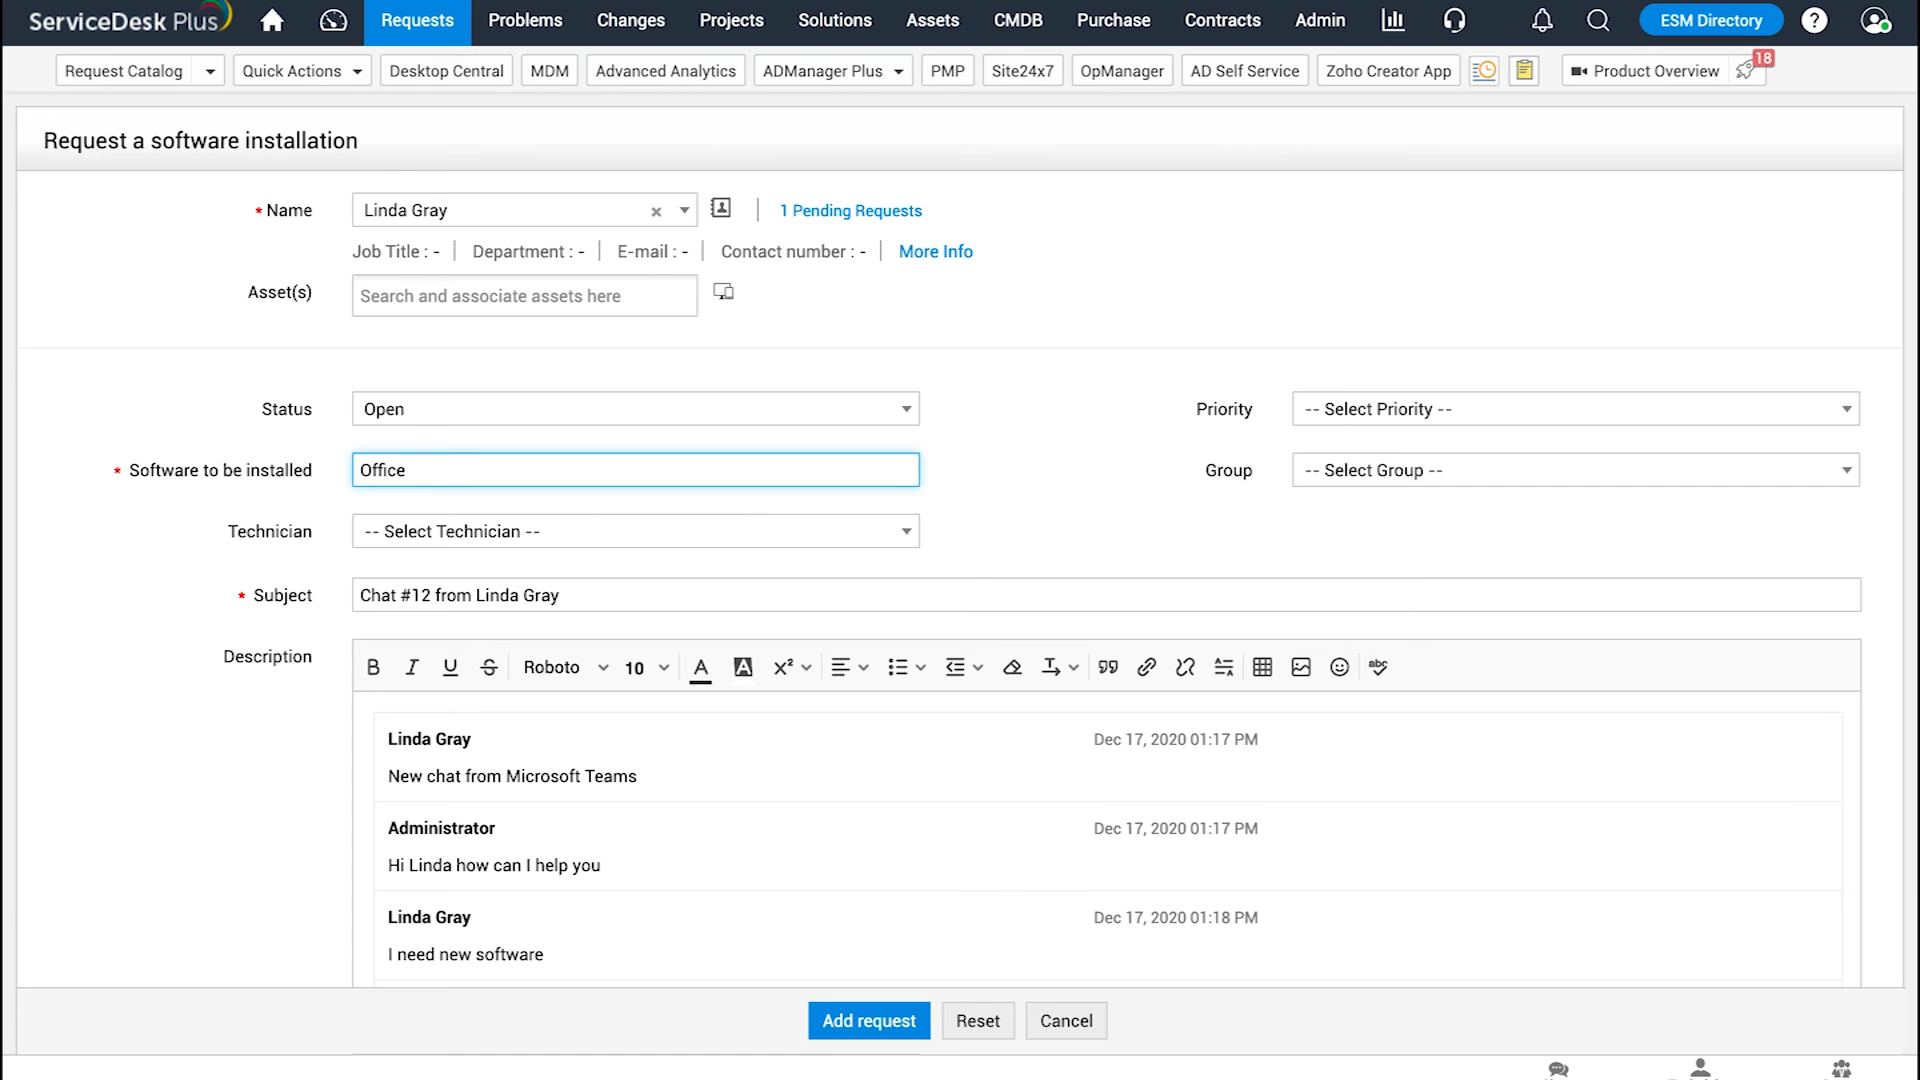 ServiceDesk Plus Requests Problems Changes Projects Solutions Assets CMDB Purchase Contracts Admin ESM Directory ?
Request Catalog Quick Actions Desktop Central MDM Advanced Analytics ADManager Plus PMP Site24x7 OpManager AD Self Service Zoho Creator App Product Overview 18
Request a software installation
* Name Linda Gray × 1 Pending Requests
Job Title : - Department : - E-mail : - Contact number : - More Info
Asset(s) Search and associate assets here
Status Open Priority -- Select Priority --
* Software to be installed Office Group -- Select Group --
Technician -- Select Technician --
* Subject Chat #12 from Linda Gray
Description B I U S Roboto 10 A A X² abc
Linda Gray Dec 17, 2020 01:17 PM
New chat from Microsoft Teams
Administrator Dec 17, 2020 01:17 PM
Hi Linda how can I help you
Linda Gray Dec 17, 2020 01:18 PM
I need new software
Add request Reset Cancel